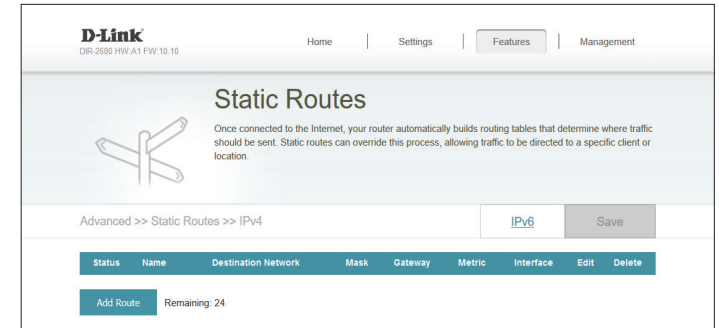 D-Link
DIR-2680 HW:A1 FW:10.10
Home | Settings | Features | Management
Static Routes
Once connected to the Internet, your router automatically builds routing tables that determine where traffic
should be sent. Static routes can override this process, allowing traffic to be directed to a specific client or
location.
Advanced >> Static Routes >> IPv4
IPv6
Save
Status Name Destination Network Mask Gateway Metric Interface Edit Delete
Add Route Remaining: 24